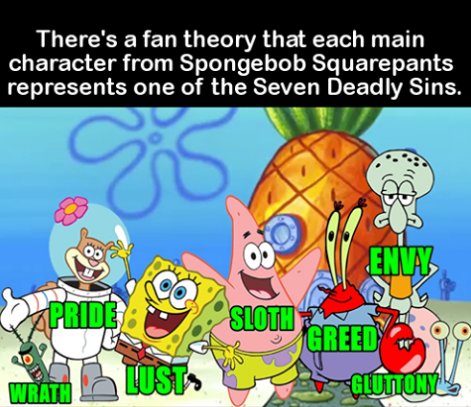 There's a fan theory that each main
character from Spongebob Squarepants
represents one of the Seven Deadly Sins.
ENVY
PRIDE
SLOTH
GREED
LUST
GLUTTONY
WRATH